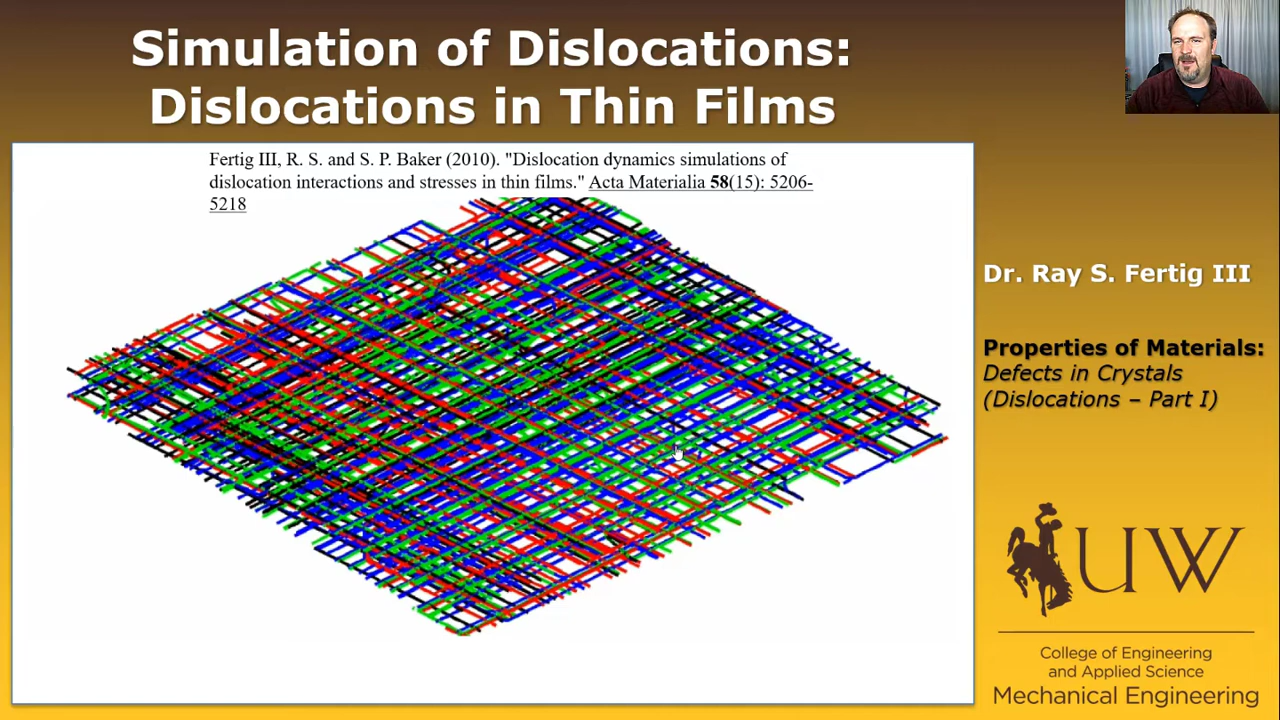 Simulation of Dislocations:
Dislocations in Thin Films
Fertig III, R. S. and S. P. Baker (2010). "Dislocation dynamics simulations of
dislocation interactions and stresses in thin films." Acta Materialia 58(15): 5206-
5218
Dr. Ray S. Fertig III
Properties of Materials:
Defects in Crystals
(Dislocations – Part I)
UW
College of Engineering
and Applied Science
Mechanical Engineering